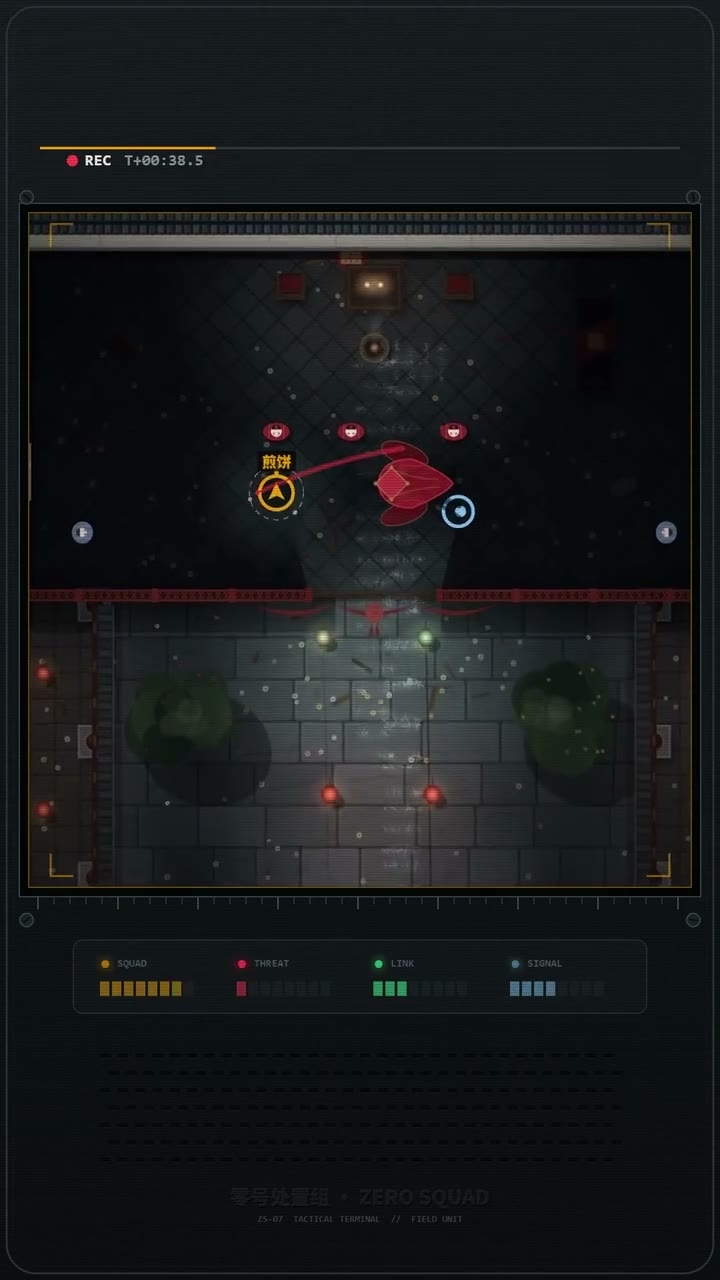 REC T+00:38.5
煎饼
SQUAD
THREAT
LINK
SIGNAL
零号处置组 · ZERO SQUAD
ZS-07 TACTICAL TERMINAL // FIELD UNIT